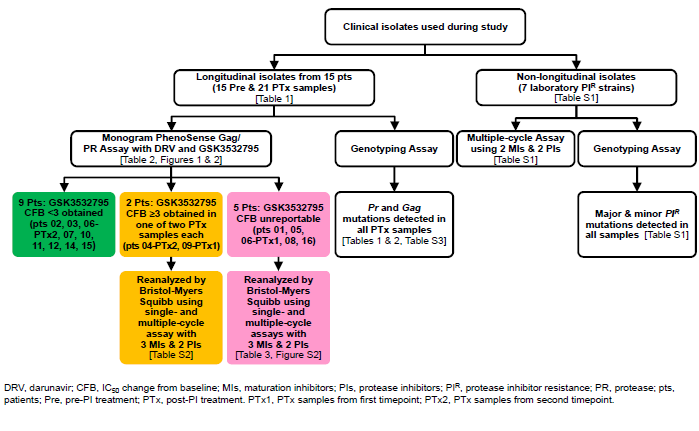 Clinical isolates used during study
Longitudinal isolates from 15 pts
(15 Pre & 21 PTx samples)
[Table 1]
Non-longitudinal isolates
(7 laboratory PIR strains)
[Table S1]
Monogram PhenoSense Gag/
PR Assay with DRV and GSK3532795
[Table 2, Figures 1 & 2]
Genotyping Assay
Multiple-cycle Assay
using 2 MIs & 2 PIs
[Table S1]
Genotyping Assay
9 Pts: GSK3532795
CFB <3 obtained
(pts 02, 03, 06-
PTx2, 07, 10,
11, 12, 14, 15)
2 Pts: GSK3532795
CFB ≥3 obtained in
one of two PTx
samples each
(pts 04-PTx2, 09-PTx1)
5 Pts: GSK3532795
CFB unreportable
(pts 01, 05,
06-PTx1, 08, 16)
Pr and Gag
mutations detected in
all PTx samples
[Tables 1 & 2, Table S3]
Major & minor PIR
mutations detected in
all samples [Table S1]
Reanalyzed by
Bristol-Myers
Squibb using
single- and
multiple-cycle
assay with
3 MIs & 2 PIs
[Table S2]
Reanalyzed by
Bristol-Myers
Squibb using
single- and
multiple-cycle
assays with
3 MIs & 2 PIs
[Table 3, Figure S2]
DRV, darunavir; CFB, IC50 change from baseline; MIs, maturation inhibitors; PIs, protease inhibitors; PIR, protease inhibitor resistance; PR, protease; pts,
patients; Pre, pre-PI treatment; PTx, post-PI treatment. PTx1, PTx samples from first timepoint; PTx2, PTx samples from second timepoint.